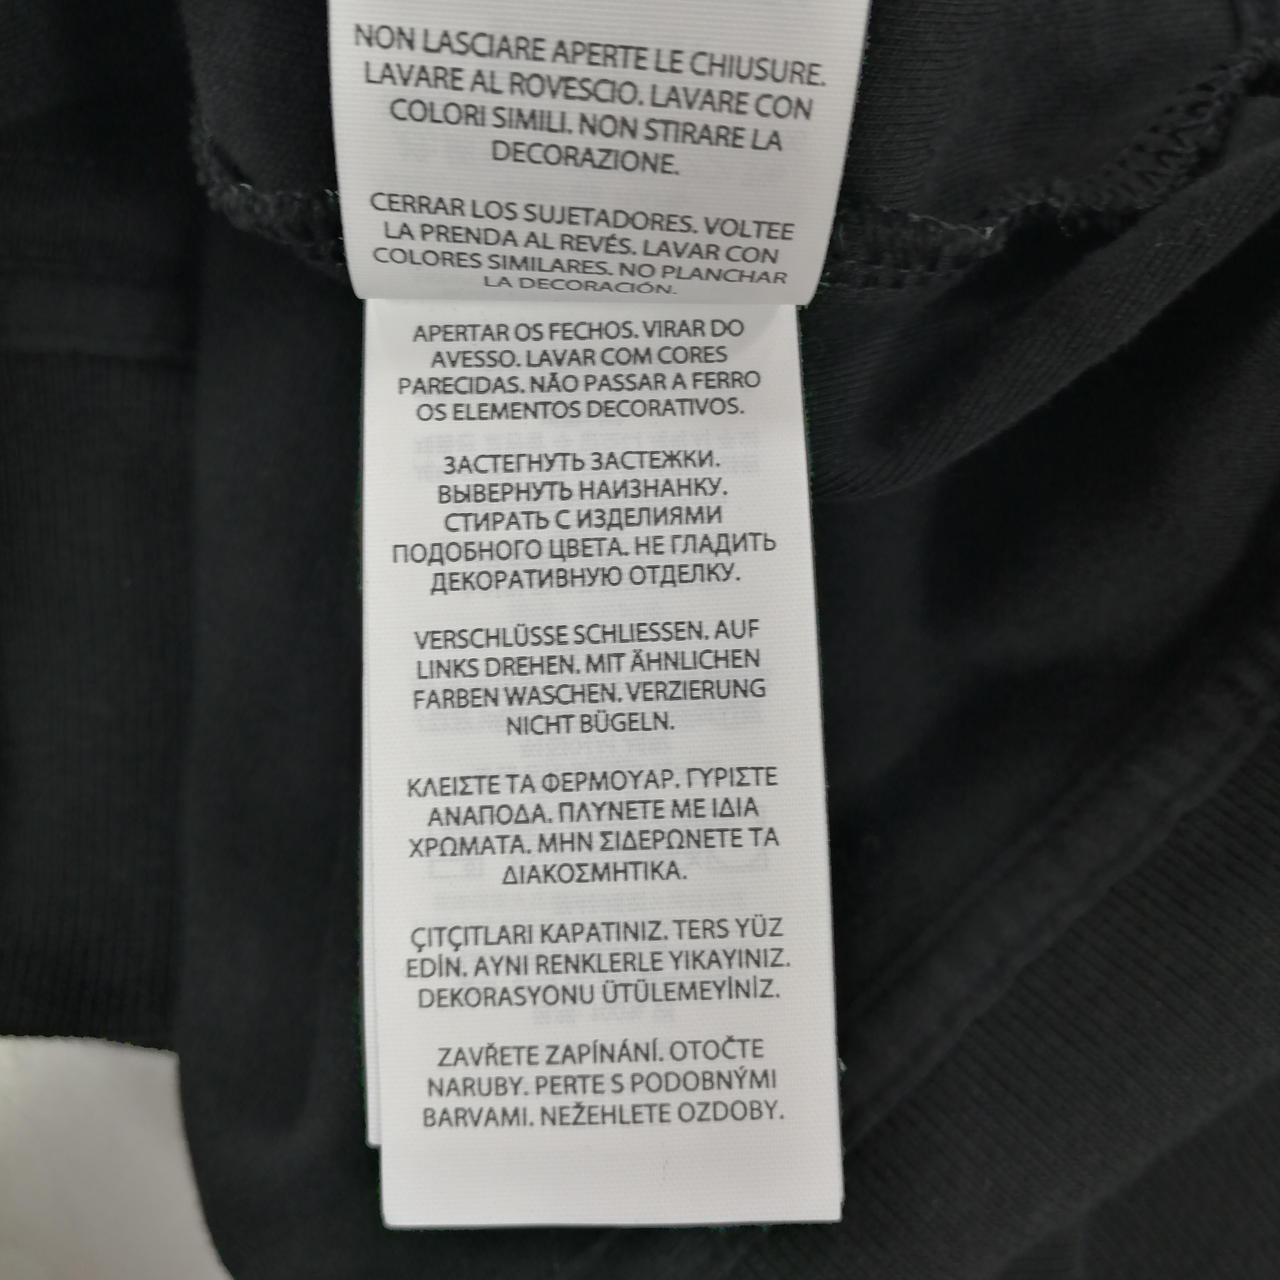 NON LASCIARE APERTE LE CHIUSURE.
LAVARE AL ROVESCIO. LAVARE CON
COLORI SIMILI. NON STIRARE LA
DECORAZIONE.
CERRAR LOS SUJETADORES. VOLTEE
LA PRENDA AL REVÉS. LAVAR CON
COLORES SIMILARES. NO PLANCHAR
LA DECORACIÓN.
APERTAR OS FECHOS. VIRAR DO
AVESSO. LAVAR COM CORES
PARECIDAS. NÃO PASSAR A FERRO
OS ELEMENTOS DECORATIVOS.
ЗАСТЕГНУТЬ ЗАСТЕЖКИ.
ВЫВЕРНУТЬ НАИЗНАНКУ.
СТИРАТЬ С ИЗДЕЛИЯМИ
ПОДОБНОГО ЦВЕТА. НЕ ГЛАДИТЬ
ДЕКОРАТИВНУЮ ОТДЕЛКУ.
VERSCHLÜSSE SCHLIESSEN. AUF
LINKS DREHEN. MIT ÄHNLICHEN
FARBEN WASCHEN. VERZIERUNG
NICHT BÜGELN.
ΚΛΕΙΣΤΕ ΤΑ ΦΕΡΜΟΥΑΡ. ΓΥΡΙΣΤΕ
ΑΝΑΠΟΔΑ. ΠΛΥΝΕΤΕ ΜΕ ΙΔΙΑ
ΧΡΩΜΑΤΑ. ΜΗΝ ΣΙΔΕΡΩΝΕΤΕ ΤΑ
ΔΙΑΚΟΣΜΗΤΙΚΑ.
ÇITÇITLARI KAPATINIZ. TERS YÜZ
EDİN. AYNI RENKLERLE YIKAYINIZ.
DEKORASYONU ÜTÜLEMEYİNİZ.
ZAVŘETE ZAPÍNÁNÍ. OTOČTE
NARUBY. PERTE S PODOBNÝMI
BARVAMI. NEŽEHLETE OZDOBY.